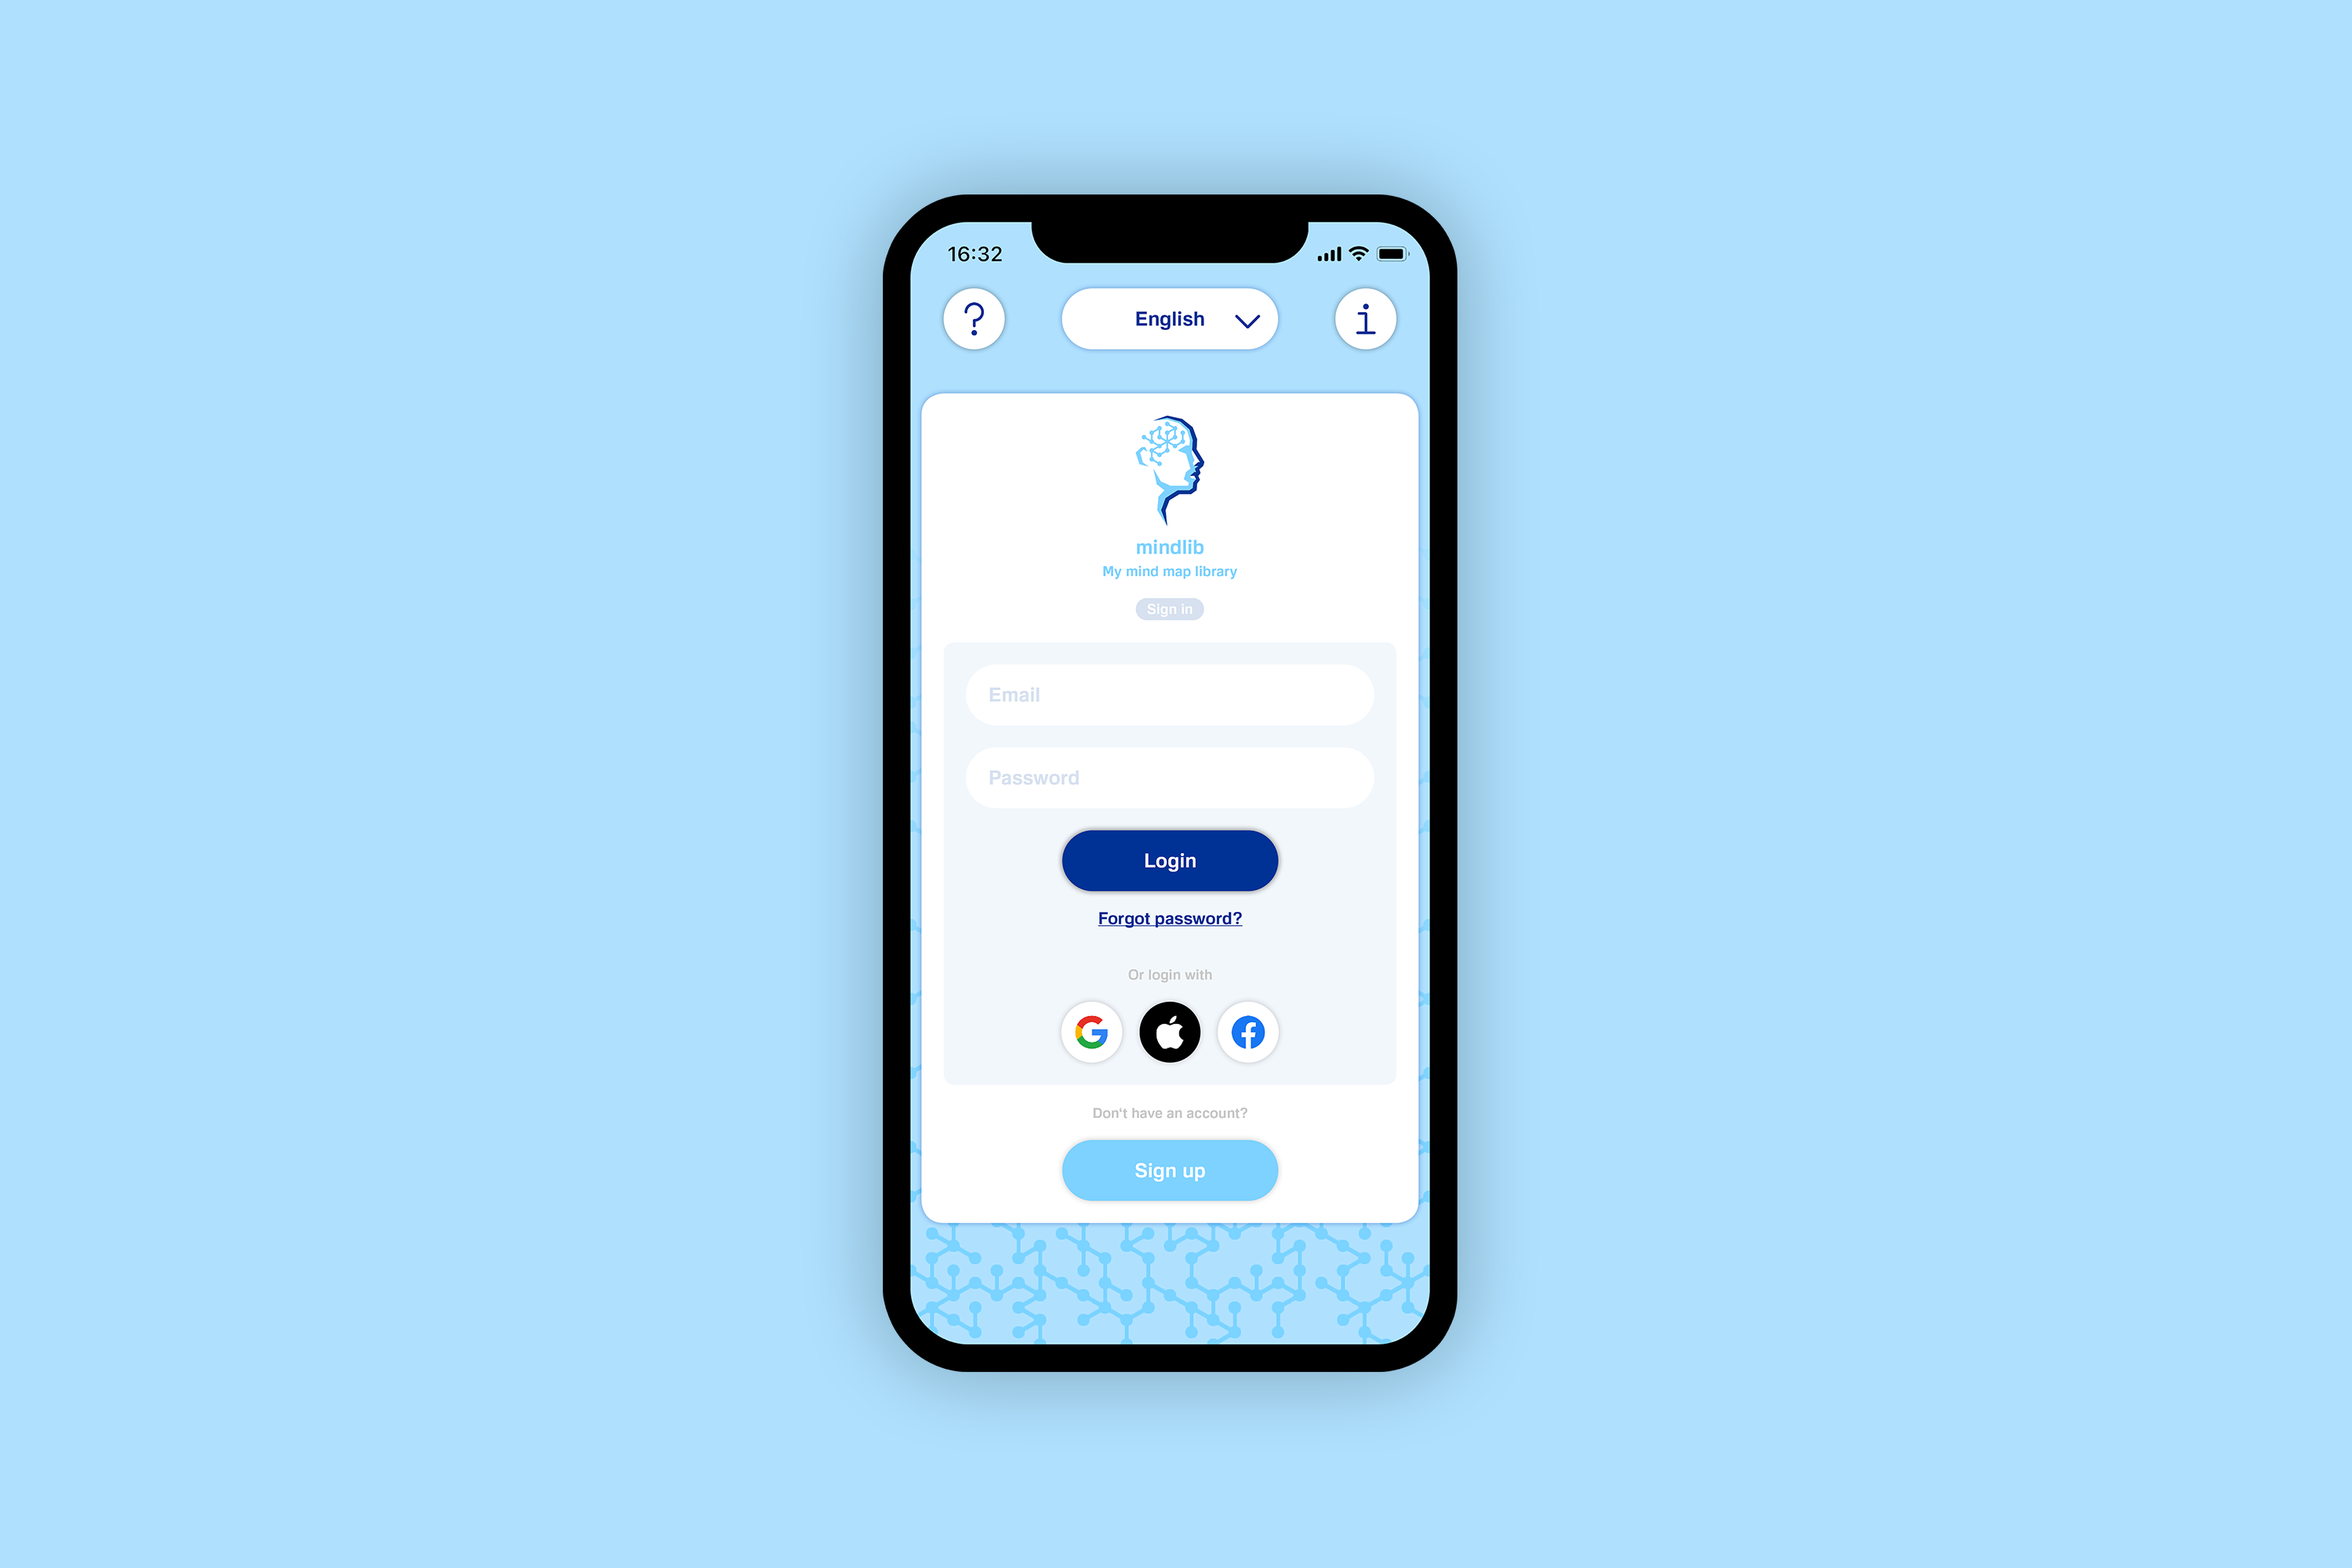 16:32
?
English
i
mindlib
My mind map library
Sign in
Email
Password
Login
Forgot password?
Or login with
Don't have an account?
Sign up